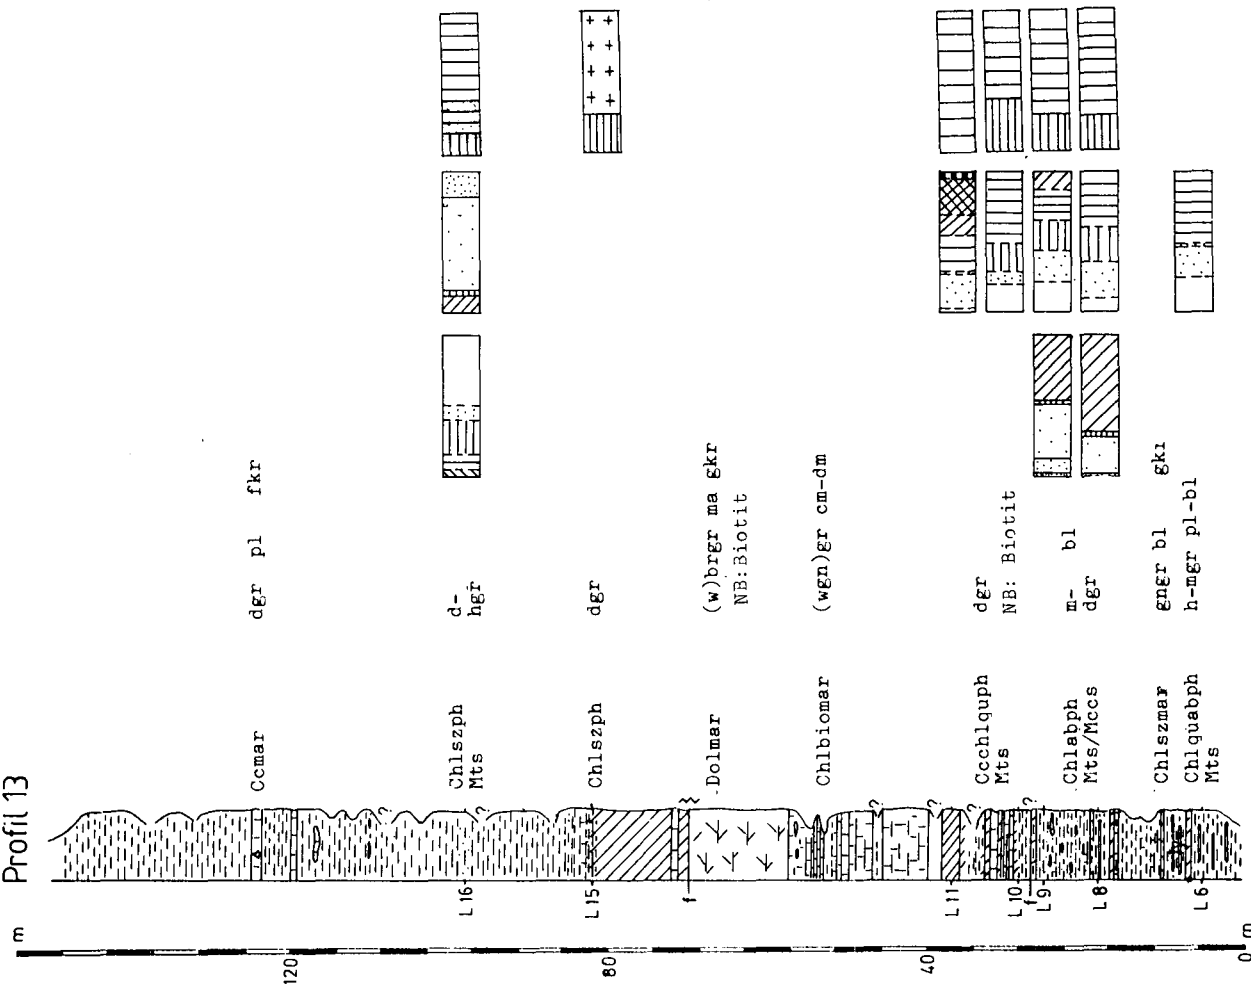 Profil 13
m
120
80
40
0
m
L 16
L 15
f
L 11
L 10
f
L 9
L 8
L 6
?
?
?
?
?
?
Ccmar
dgr pl fkr
Chlszph
Mts
d-
hgr
Chlszph
dgr
Dolmar
(w)brgr ma gkr
NB:Biotit
Chlbiomar
(wgn)gr cm-dm
Ccchlquph
Mts
dgr
NB: Biotit
Chlabph
Mts/Mccs
m-
dgr
bl
Chlszmar
gngr bl
Chlquabph
Mts
h-mgr pl-bl